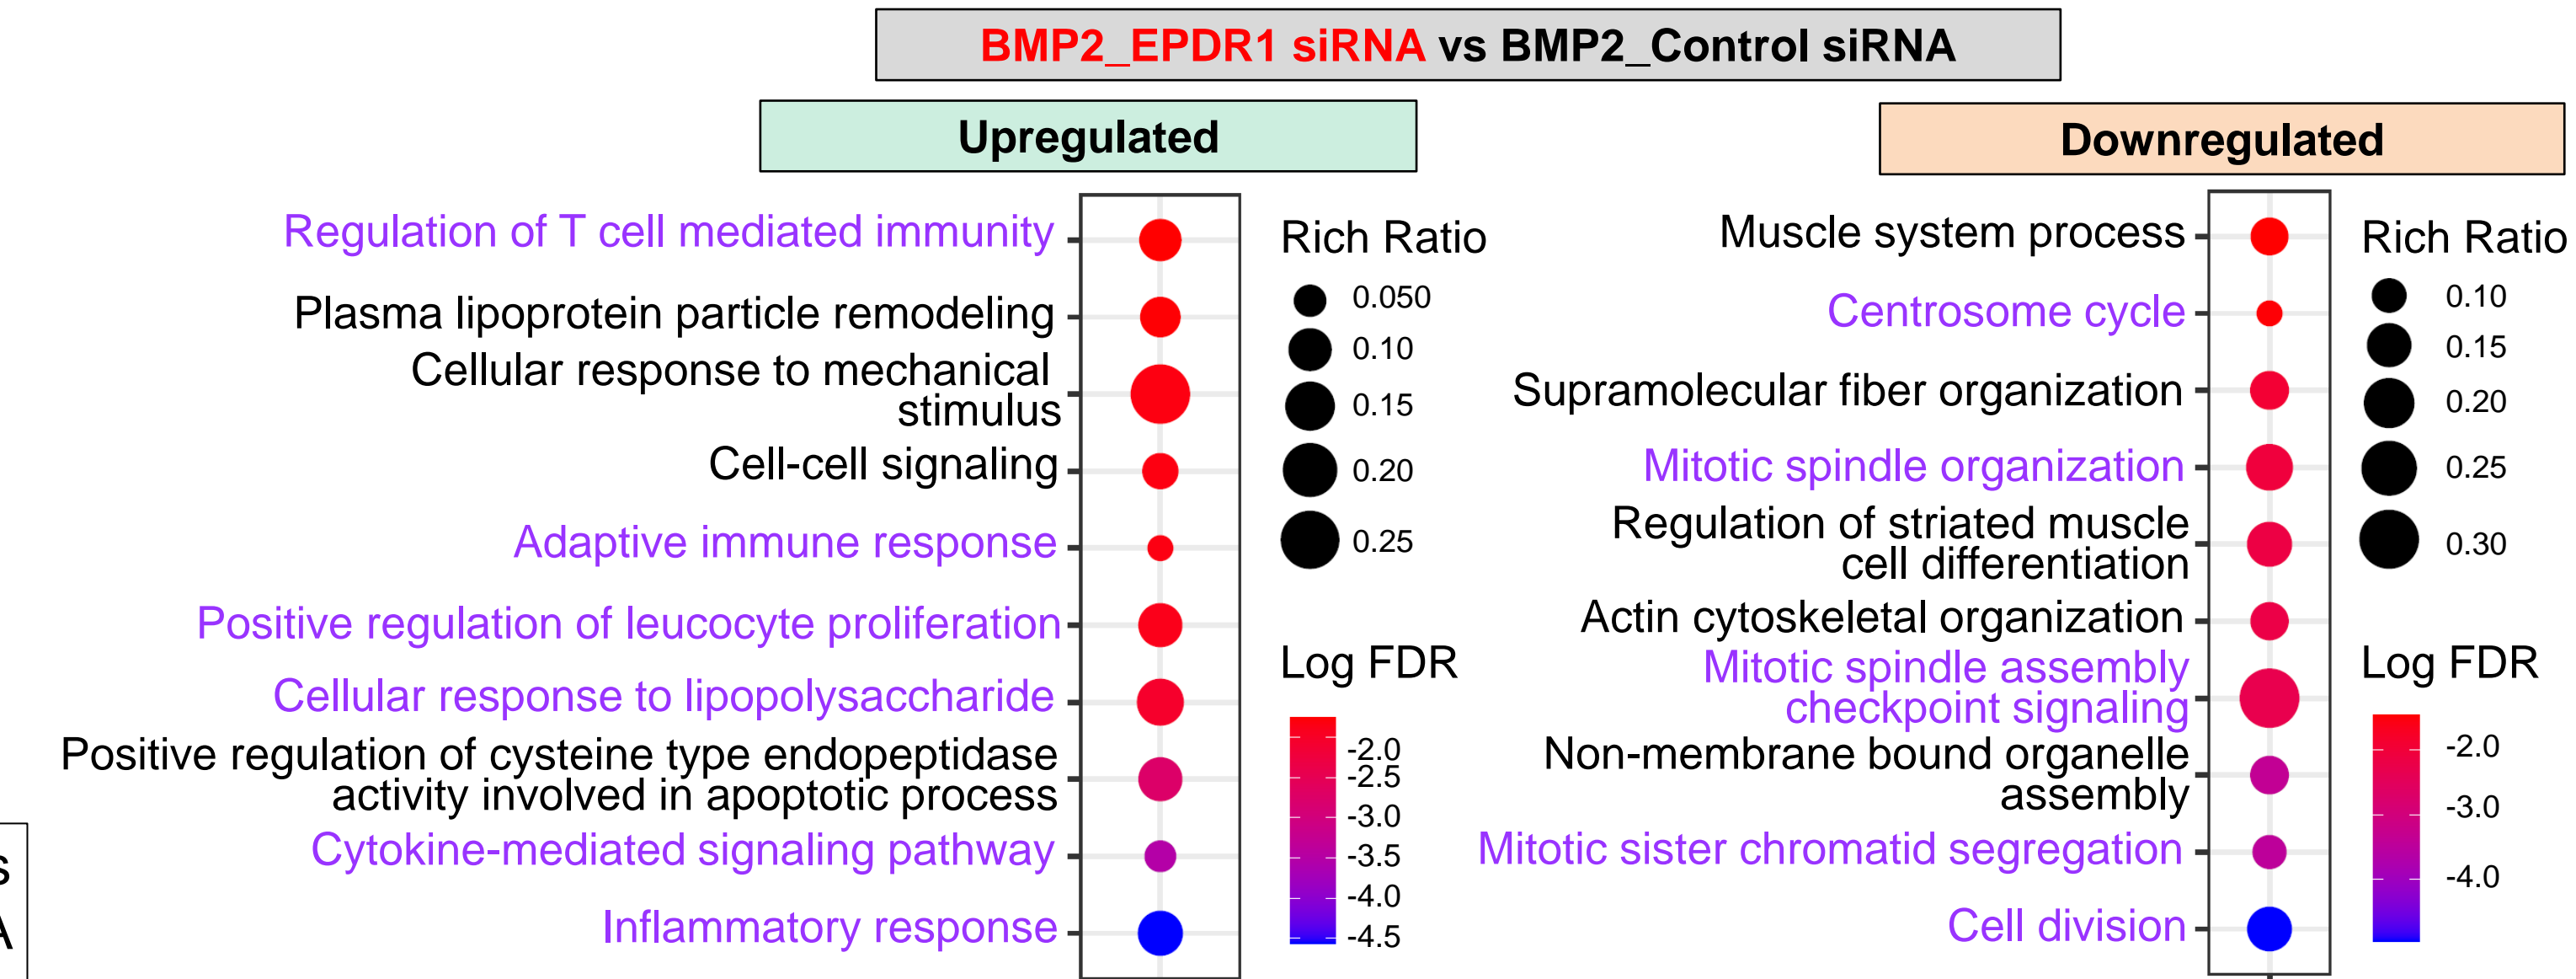 BMP2_EPDR1 siRNA vs BMP2_Control siRNA
Upregulated
Regulation of T cell mediated immunity
Plasma lipoprotein particle remodeling
Cellular response to mechanical
stimulus
Cell-cell signaling
Adaptive immune response
Positive regulation of leucocyte proliferation
Cellular response to lipopolysaccharide
Positive regulation of cysteine type endopeptidase
activity involved in apoptotic process
Cytokine-mediated signaling pathway
Inflammatory response
Rich Ratio
0.050
0.10
0.15
0.20
0.25
Log FDR
-2.0
-2.5
-3.0
-3.5
-4.0
-4.5
Downregulated
Muscle system process
Centrosome cycle
Supramolecular fiber organization
Mitotic spindle organization
Regulation of striated muscle
cell differentiation
Actin cytoskeletal organization
Mitotic spindle assembly
checkpoint signaling
Non-membrane bound organelle
assembly
Mitotic sister chromatid segregation
Cell division
Rich Ratio
0.10
0.15
0.20
0.25
0.30
Log FDR
-2.0
-3.0
-4.0
s
A